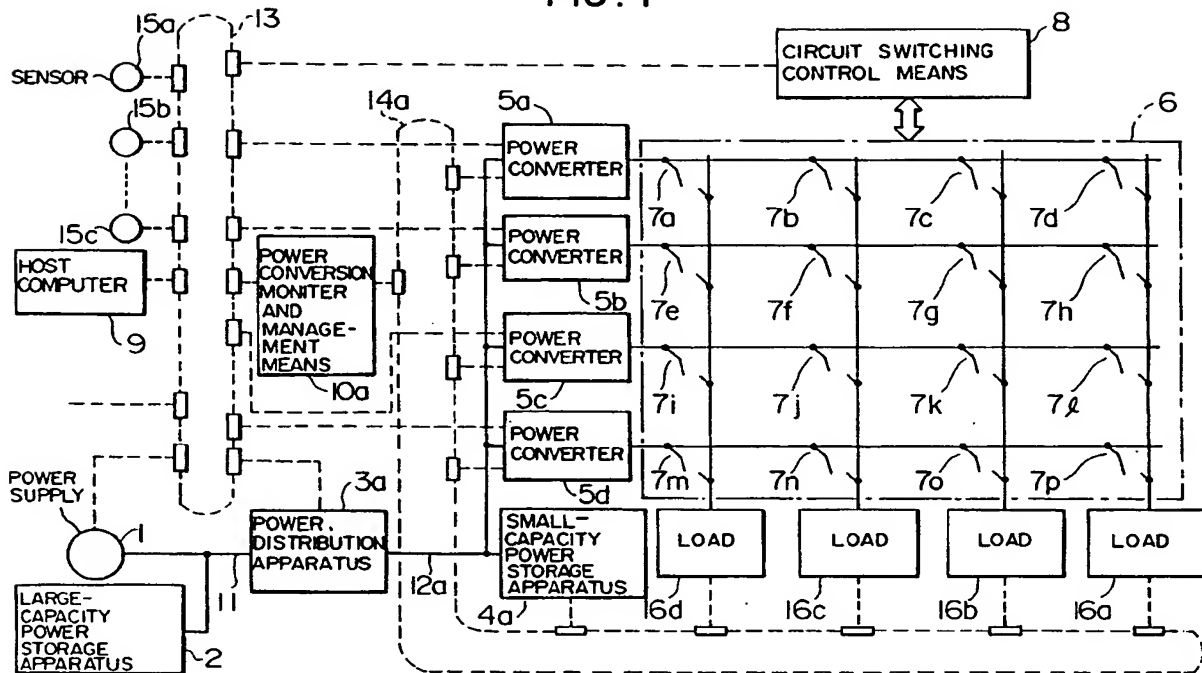 FIG. 1
15a
13
8
SENSOR
CIRCUIT SWITCHING
CONTROL MEANS
15b
14a
5a
6
POWER
CONVERTER
7a
7b
7c
7d
15c
HOST
COMPUTER
9
POWER
CONVERSION
MONITER
AND
MANAGE-
MENT
MEANS
10a
POWER
CONVERTER
5b
7e
7f
7g
7h
POWER
CONVERTER
5c
7i
7j
7k
7l
POWER
CONVERTER
5d
7m
7n
7o
7p
POWER
SUPPLY
1
3a
POWER.
DISTRIBUTION
APPARATUS
11
12a
SMALL-
CAPACITY
POWER
STORAGE
APPARATUS
4a
LOAD
LOAD
LOAD
LOAD
16d
16c
16b
16a
LARGE-
CAPACITY
POWER
STORAGE
APPARATUS
2